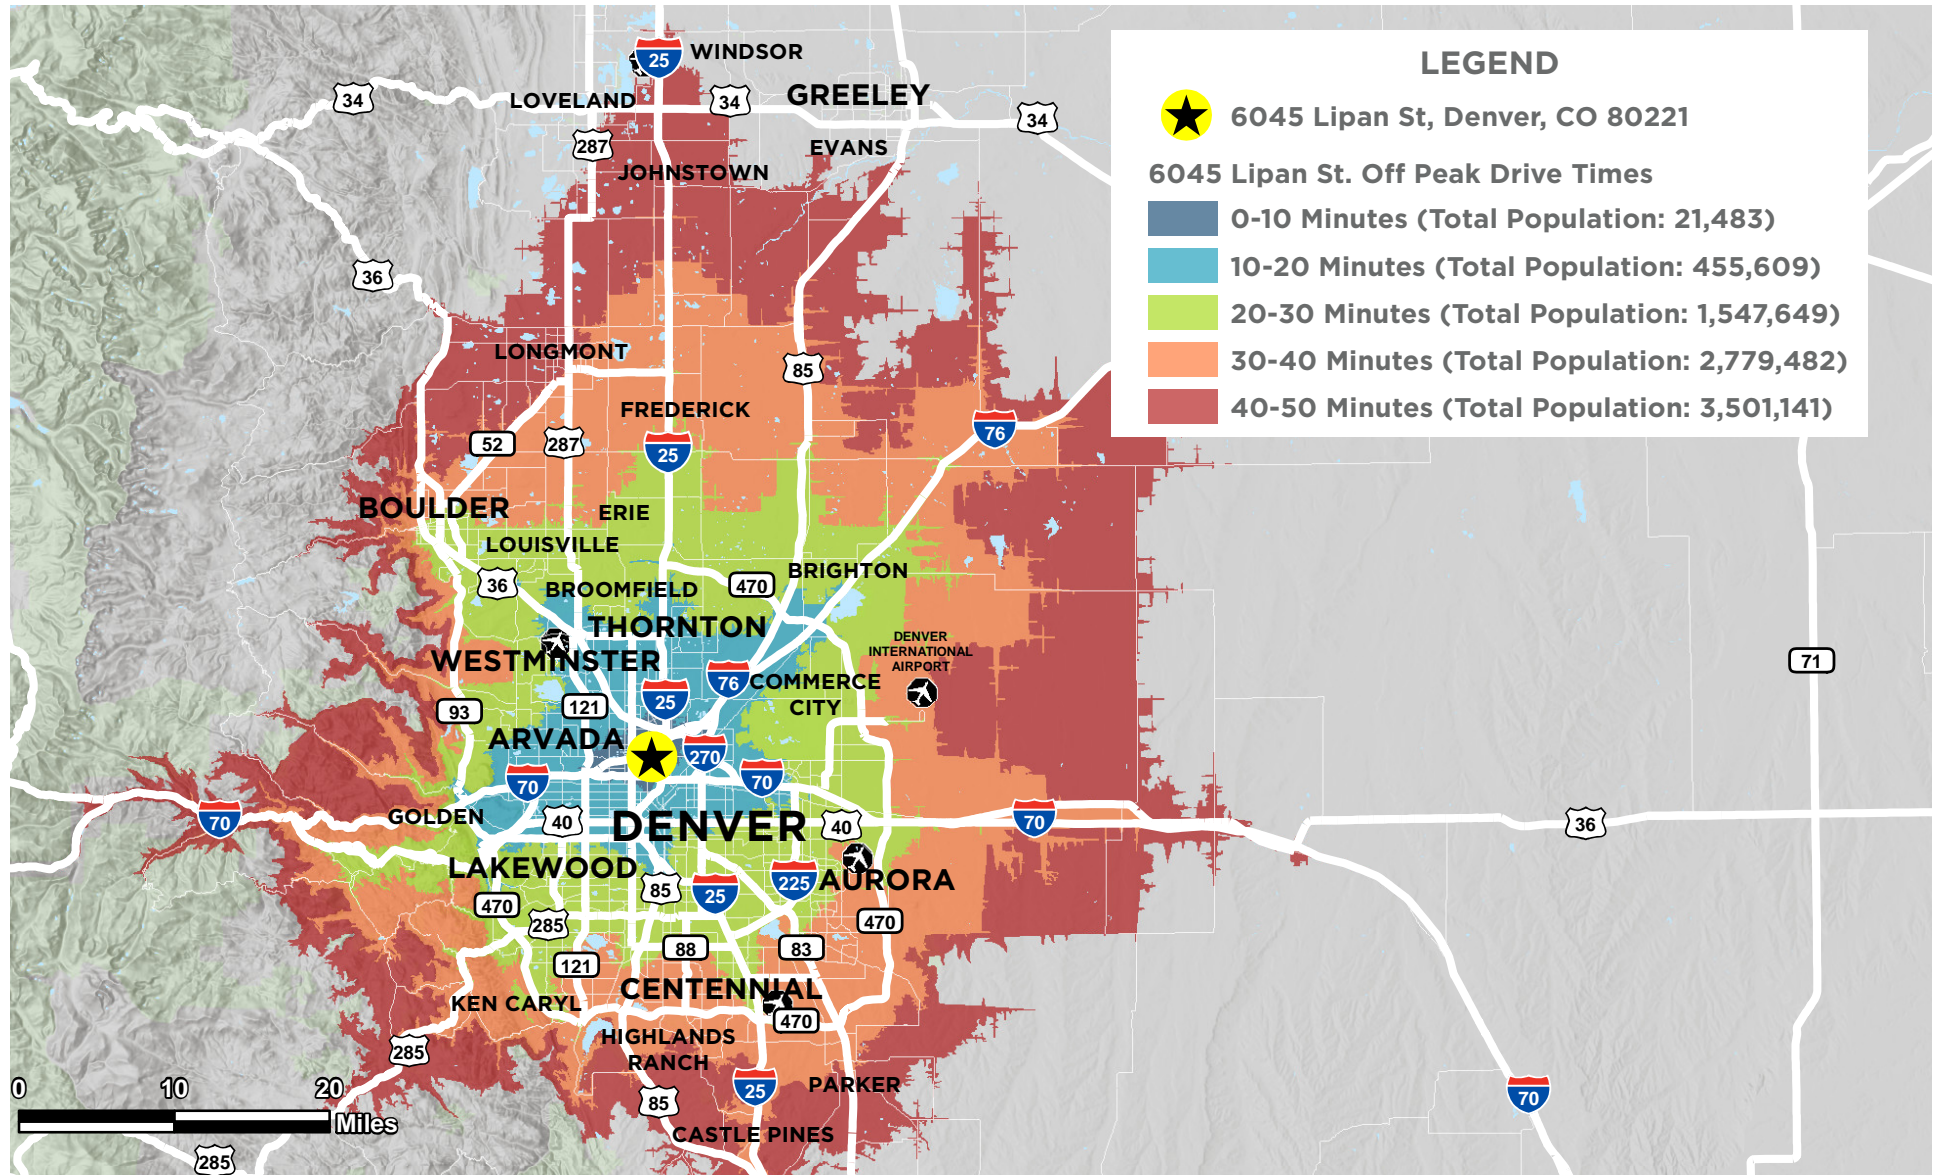 25
WINDSOR
34
LOVELAND
34
GREELEY
34
287
EVANS
JOHNSTOWN
36
LONGMONT
85
FREDERICK
52
287
25
76
BOULDER
ERIE
LOUISVILLE
36
BROOMFIELD
470
BRIGHTON
THORNTON
WESTMINSTER
DENVER
INTERNATIONAL
AIRPORT
76
COMMERCE
CITY
25
93
121
71
ARVADA
270
70
70
70
GOLDEN
40
DENVER
40
70
36
LAKEWOOD
85
25
225
AURORA
470
285
470
88
83
121
CENTENNIAL
KEN CARYL
470
HIGHLANDS
RANCH
285
25
PARKER
85
70
CASTLE PINES
285
0 10 20
Miles
LEGEND
6045 Lipan St, Denver, CO 80221
6045 Lipan St. Off Peak Drive Times
0-10 Minutes (Total Population: 21,483)
10-20 Minutes (Total Population: 455,609)
20-30 Minutes (Total Population: 1,547,649)
30-40 Minutes (Total Population: 2,779,482)
40-50 Minutes (Total Population: 3,501,141)